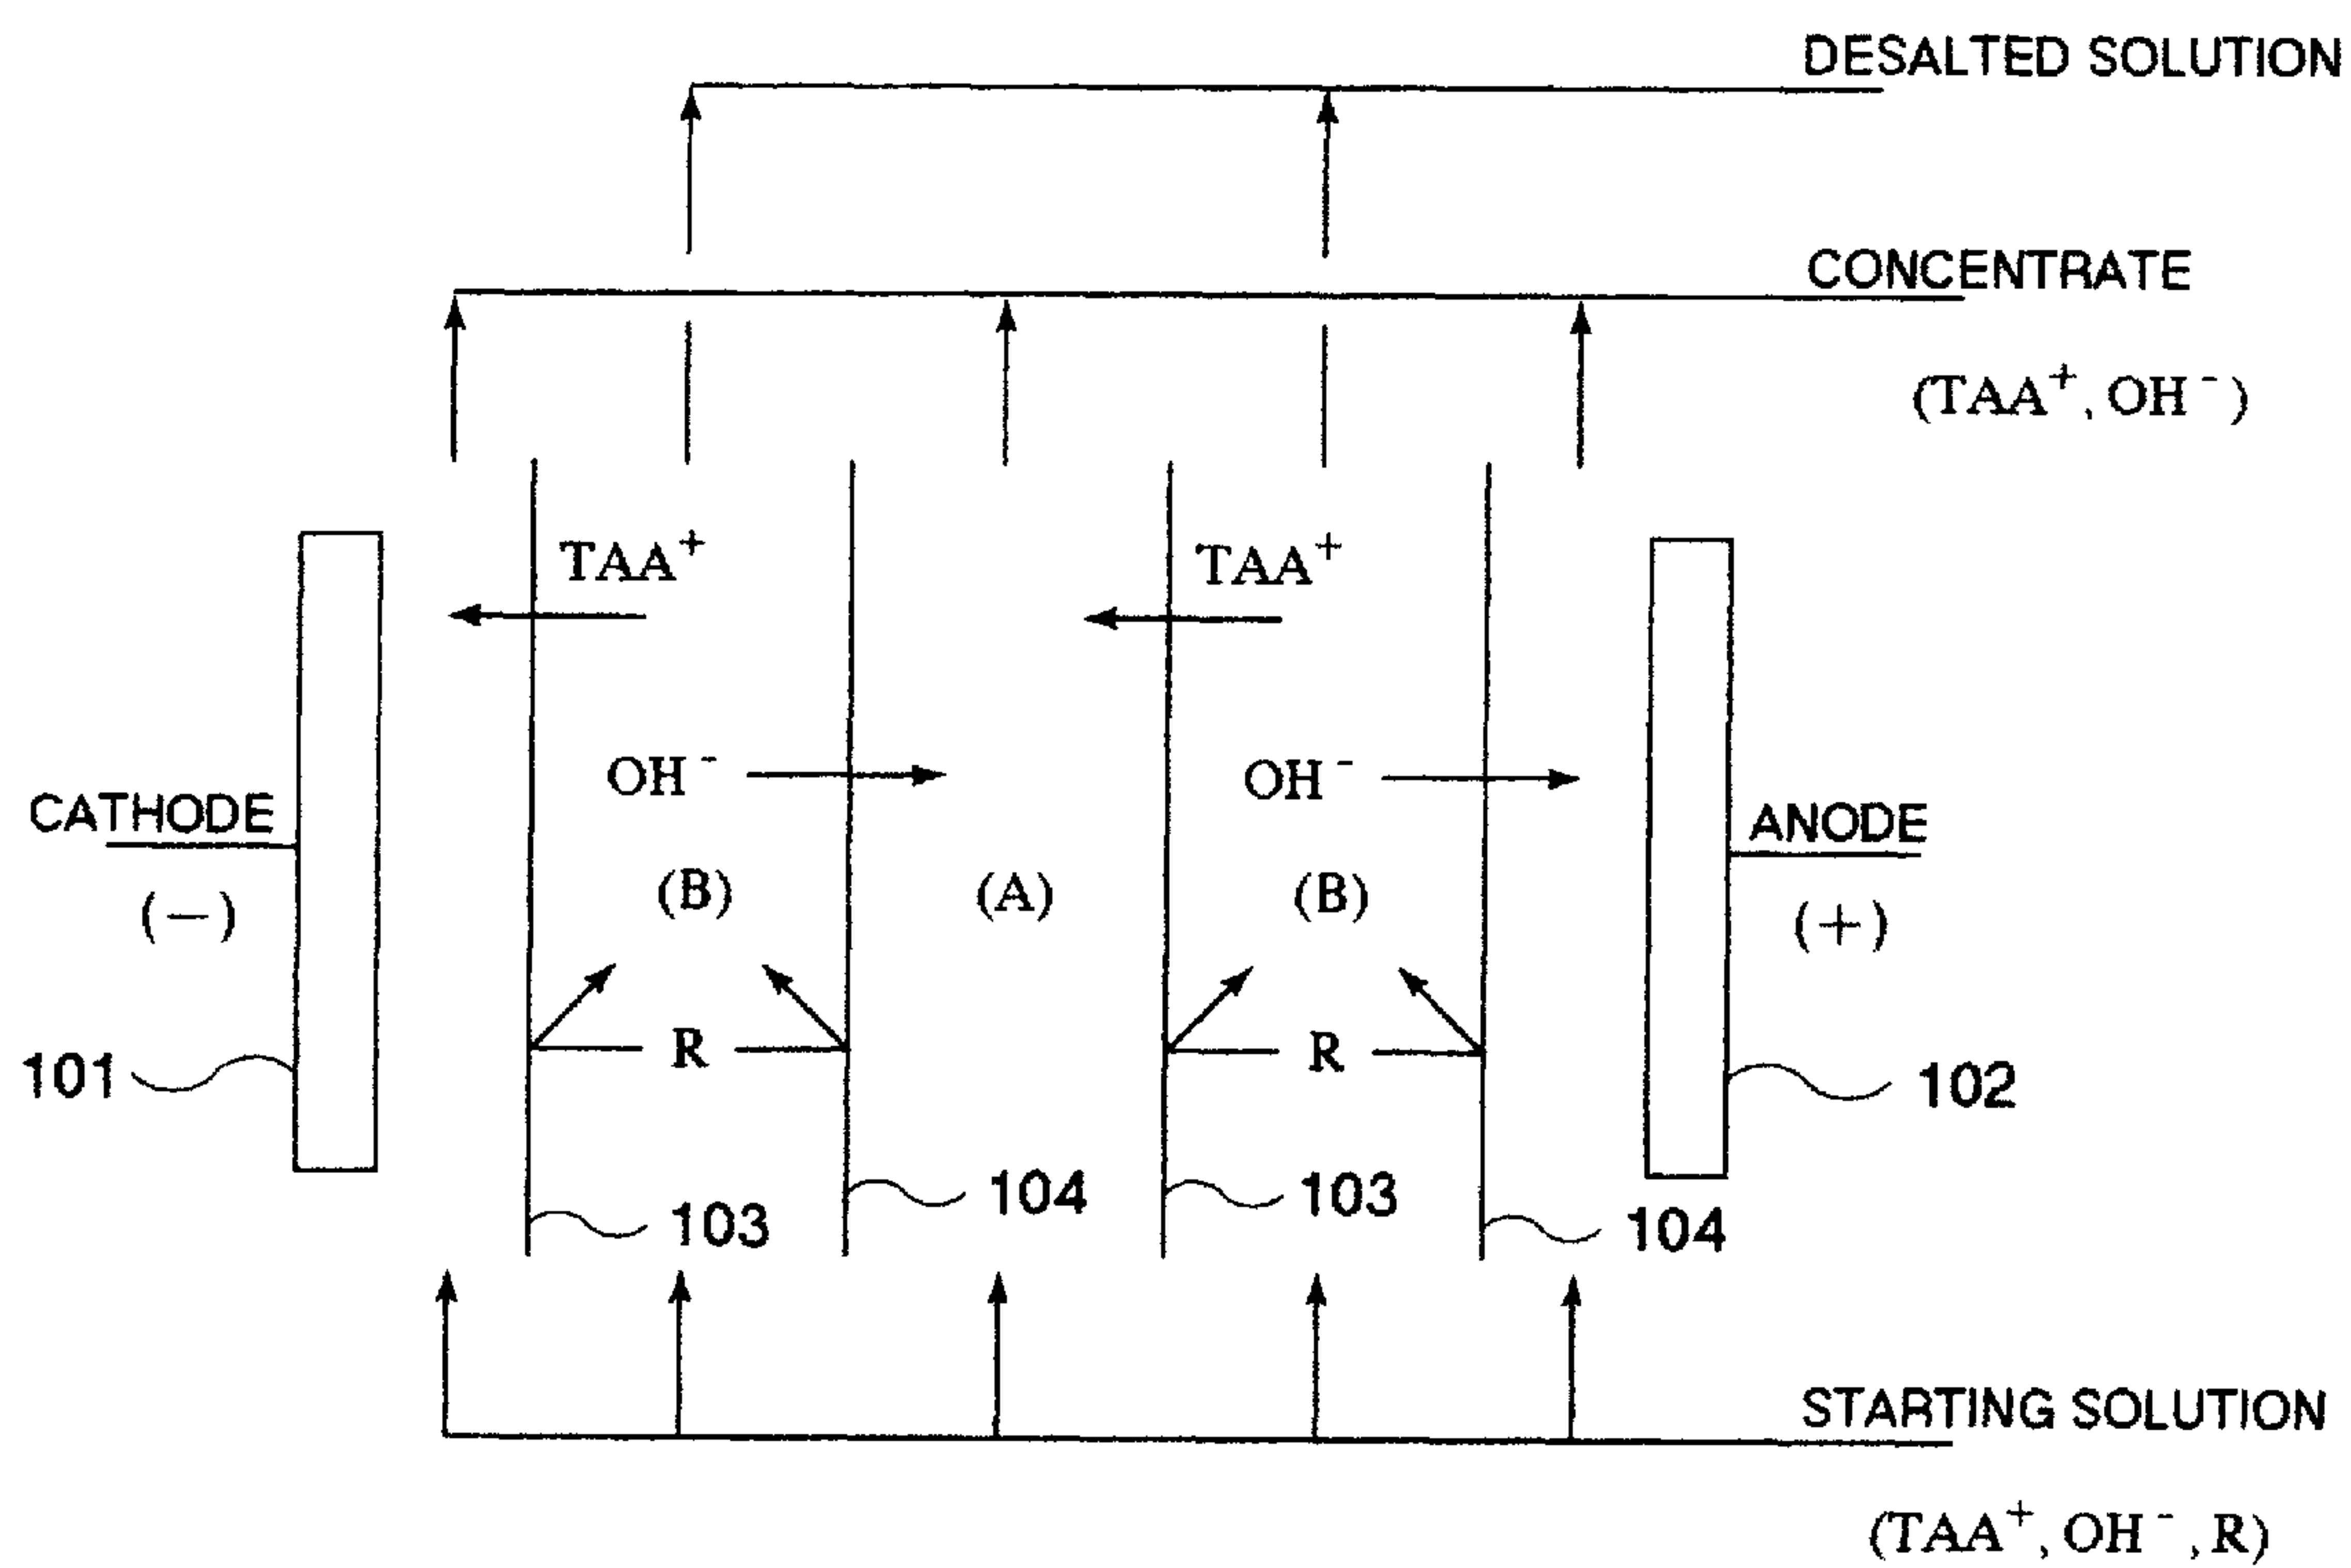 DESALTED SOLUTION
CONCENTRATE
(TAA⁺, OH⁻)
TAA⁺
TAA⁺
OH⁻
OH⁻
CATHODE
(−)
ANODE
(+)
(B)
(A)
(B)
R
R
101
102
103
104
103
104
STARTING SOLUTION
(TAA⁺, OH⁻, R)